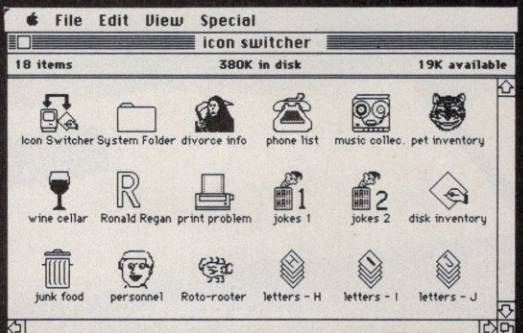 File Edit View Special
icon switcher
18 items 380K in disk 19K available
Icon Switcher System Folder divorce info phone list music collec. pet inventory
R 1 2
wine cellar Ronald Regan print problem jokes 1 jokes 2 disk inventory
H I J
junk food personnel Roto-rooter letters - H letters - I letters - J